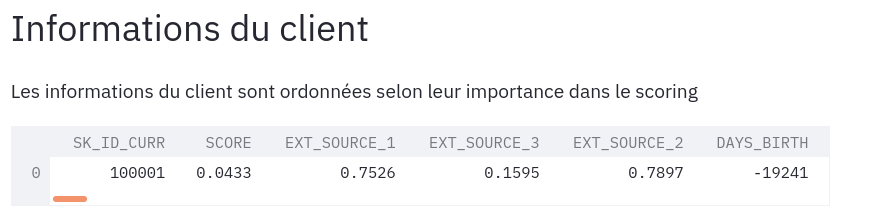 Informations du client
Les informations du client sont ordonnées selon leur importance dans le scoring
SK_ID_CURR SCORE EXT_SOURCE_1 EXT_SOURCE_3 EXT_SOURCE_2 DAYS_BIRTH
0 100001 0.0433 0.7526 0.1595 0.7897 -19241